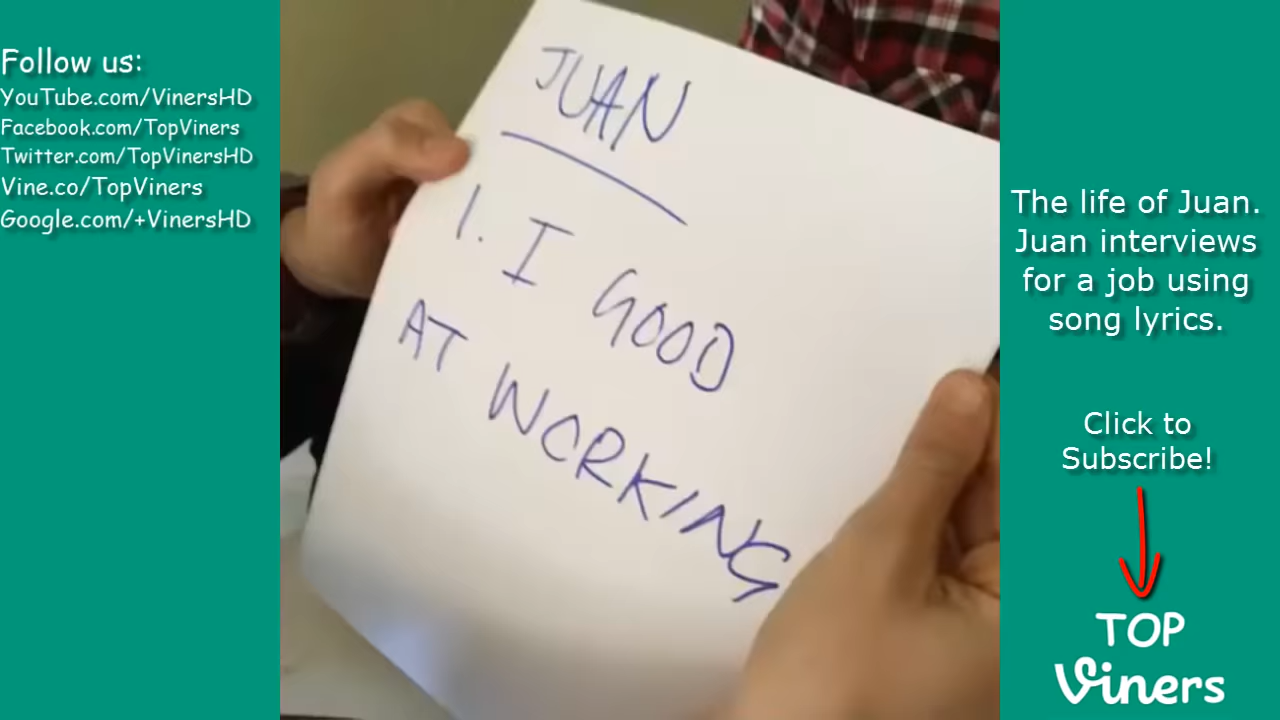 Follow us:
YouTube.com/VinersHD
Facebook.com/TopViners
Twitter.com/TopVinersHD
Vine.co/TopViners
Google.com/+VinersHD
JUAN
1. I GOOD
AT WORKING
The life of Juan.
Juan interviews
for a job using
song lyrics.
Click to
Subscribe!
TOP
Viners